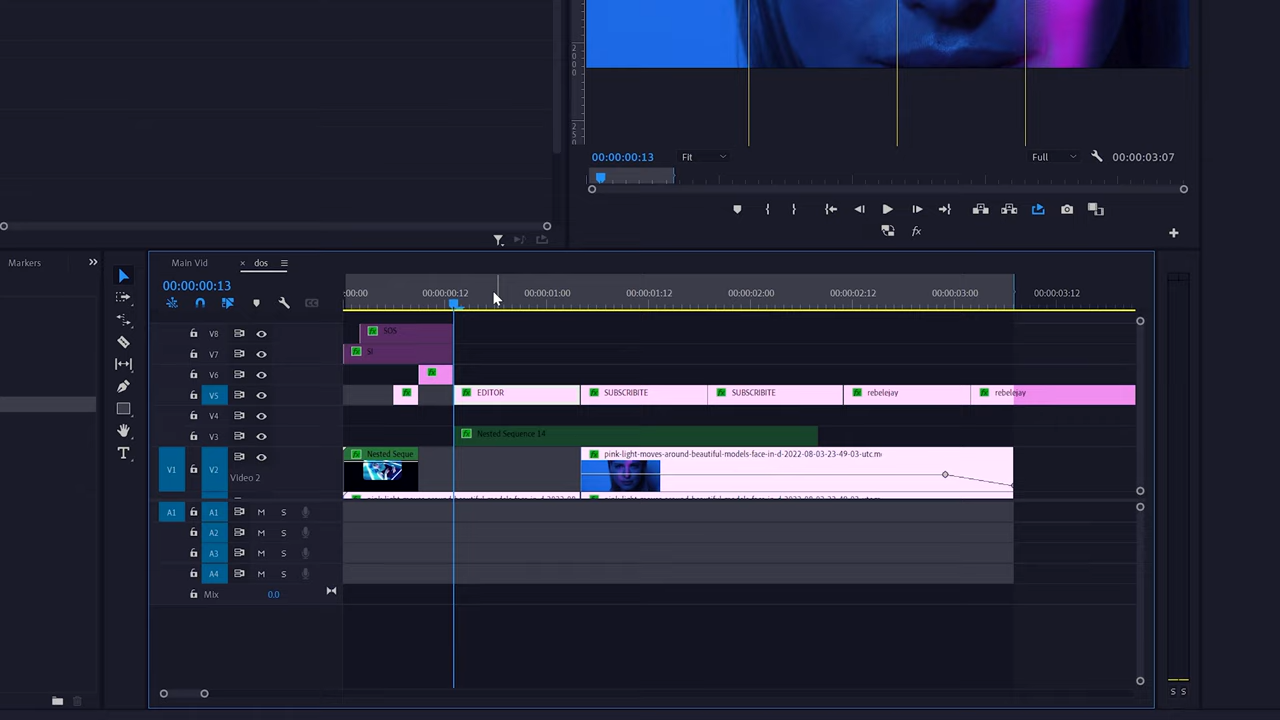 00:00:00:13
Fit
Full
00:00:03:07
Markers
Main Vid
dos
00:00:00:13
:00:00
00:00:00:12
00:00:01:00
00:00:01:12
00:00:02:00
00:00:02:12
00:00:03:00
00:00:03:12
V8
SOS
V7
SI
V6
V5
EDITOR
SUBSCRIBITE
SUBSCRIBITE
rebelejay
rebelejay
V4
V3
Nested Sequence 14
V1
V2
Video 2
Nested Seque
pink-light-moves-around-beautiful-models-face-in-d-2022-08-03-23-49-03-utc.m
A1
A1
M
S
A2
M
S
A3
M
S
A4
M
S
Mix
0.0
S
S